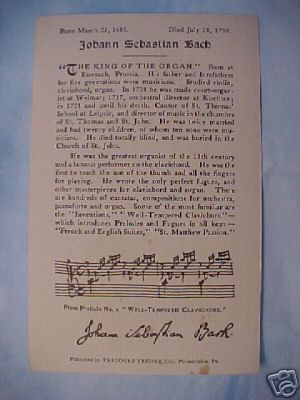 Born March 21, 1685. Died July 28, 1750.
Johann Sebastian Bach
"THE KING OF THE ORGAN." Born at
Eisenach, Prussia. His father and forefathers
for five generations were musicians. Studied violin,
clavichord, organ. In 1708 he was made court-organ-
ist at Weimar; 1717, orchestral director at Koethen;
in 1723 and until his death, Cantor of St. Thomas'
School at Leipzic, and director of music in the churches
of St. Thomas and St. John. He was twice married
and had twenty children, of whom ten sons were mu-
sicians. He died totally blind, and was buried in the
Church of St. John.
He was the greatest organist of the 18th century
and a famous performer on the clavichord. He was the
first to teach the use of the thumb and all the fingers
for playing. He wrote the only perfect fugues, and
other masterpieces for clavichord and organ. There
are hundreds of cantatas, compositions for orchestra,
pianoforte and organ. Some of the most familiar are
the "Inventions," "Well-Tempered Clavichord"—
which introduces Preludes and Fugues in all keys—
"French and English Suites," "St. Matthew Passion."
From Prelude No. 1, "WELL-TEMPERED CLAVICHORD."
Joham Sebastian Bach.
Published by THEODORE PRESSER CO., Philadelphia, Pa.